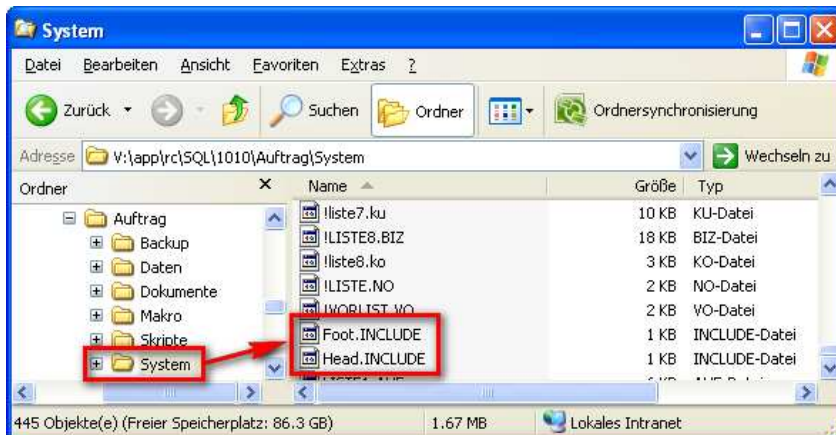 System
Datei Bearbeiten Ansicht Favoriten Extras ?
Zurück Suchen Ordner Ordnersynchronisierung
Adresse V:\app\rc\SQL\1010\Auftrag\System Wechseln zu
Ordner
Auftrag
Backup
Daten
Dokumente
Makro
Skripte
System
Name Größe Typ
!liste7.ku 10 KB KU-Datei
!LISTE8.BIZ 18 KB BIZ-Datei
!liste8.ko 3 KB KO-Datei
!LISTE.NO 2 KB NO-Datei
!VORLIST.VO 2 KB VO-Datei
Foot.INCLUDE 1 KB INCLUDE-Datei
Head.INCLUDE 1 KB INCLUDE-Datei
445 Objekte(e) (Freier Speicherplatz: 86.3 GB) 1.67 MB Lokales Intranet